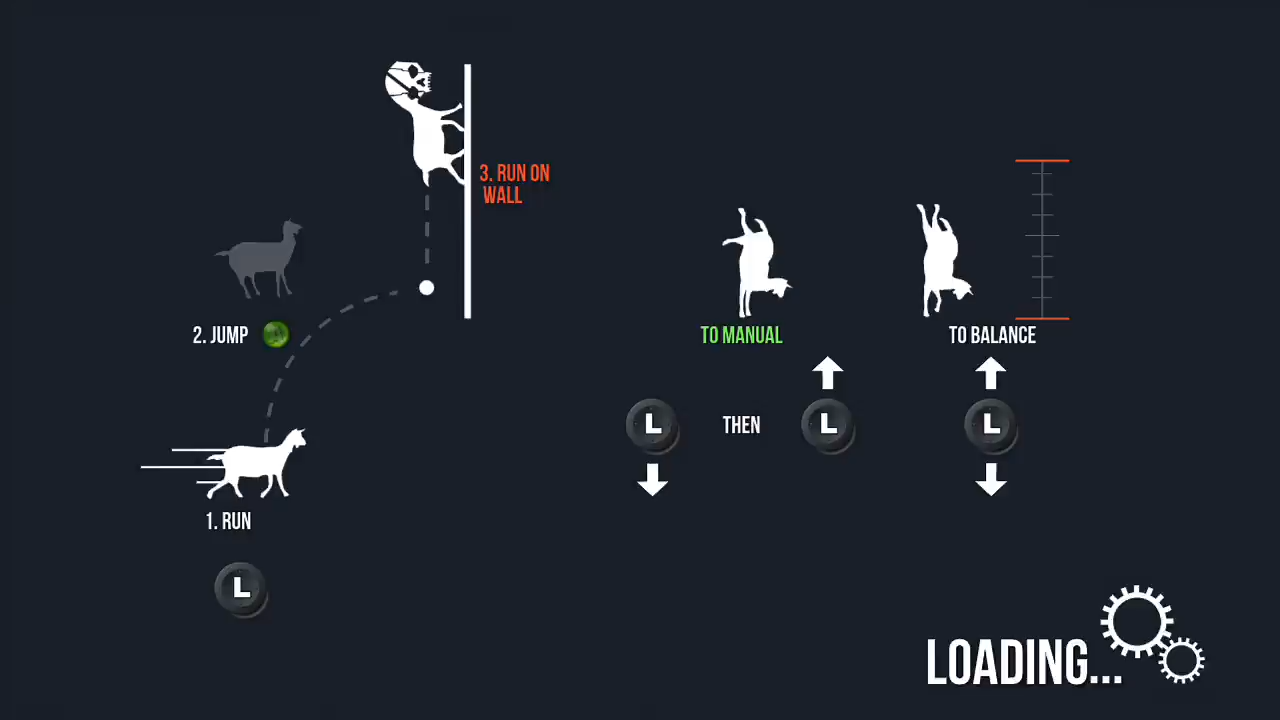 3. RUN ON
WALL
2. JUMP
1. RUN
L
TO MANUAL
L
THEN
L
TO BALANCE
L
LOADING...